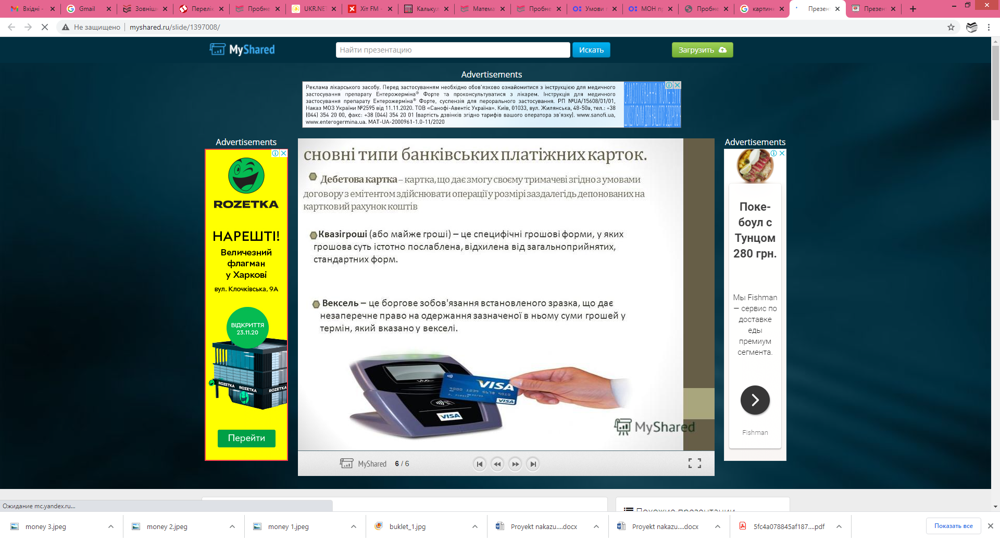 Вхідні -
Gmail
Зовніш
Перелік
Пробне
UKR.NET
Хіт FM -
Калькул
Матема
Пробне
Умови п
МОН пр
Пробне
картинк
Презен
Презен
Не защищено
myshared.ru/slide/1397008/
MyShared
Найти презентацию
Искать
Загрузить
Advertisements
Реклама лікарського засобу. Перед застосуванням необхідно обов'язково ознайомитися з інструкцією для медичного
застосування препарату Ентерожерміна® Форте та проконсультуватися з лікарем. Інструкція для медичного
застосування препарату Ентерожерміна® Форте, суспензія для перорального застосування. РП №UA/15608/01/01,
Наказ МОЗ України №2595 від 11.11.2020. ТОВ «Санофі-Авентіс Україна». Київ, 01033, вул. Жилянська, 48-50а, тел.: +38
(044) 354 20 00, факс: +38 (044) 354 20 01 (вартість дзвінків згідно тарифів вашого оператора зв'язку). www.sanofi.ua,
www.enterogermina.ua. MAT-UA-2000961-1.0-11/2020
Advertisements
ROZETKA
НАРЕШТІ!
Величезний
флагман
у Харкові
вул. Клочківська, 9А
ВІДКРИТТЯ
23.11.20
ROZETKA
ROZETKA
ROZETKA
Перейти
сновні типи банківських платіжних карток.
Дебетова картка – картка, що дає змогу своєму тримачеві згідно з умовами
договору з емітентом здійснювати операції у розмірі заздалегідь депонованих на
картковий рахунок коштів
Квазігроші (або майже гроші) – це специфічні грошові форми, у яких
грошова суть істотно послаблена, відхилена від загальноприйнятих,
стандартних форм.
Вексель – це боргове зобов'язання встановленого зразка, що дає
незаперечне право на одержання зазначеної в ньому суми грошей у
термін, який вказано у векселі.
VISA
VISA
VISA
MyShared
MyShared
6 / 6
Advertisements
Поке-
боул с
Тунцом
280 грн.
Мы Fishman
— сервис по
доставке
еды
премиум
сегмента.
Fishman
Похожие презентации
Ожидание mc.yandex.ru...
money 3.jpeg
money 2.jpeg
money 1.jpeg
buklet_1.jpg
Proyekt nakazu....docx
Proyekt nakazu....docx
5fc4a078845af187....pdf
Показать все